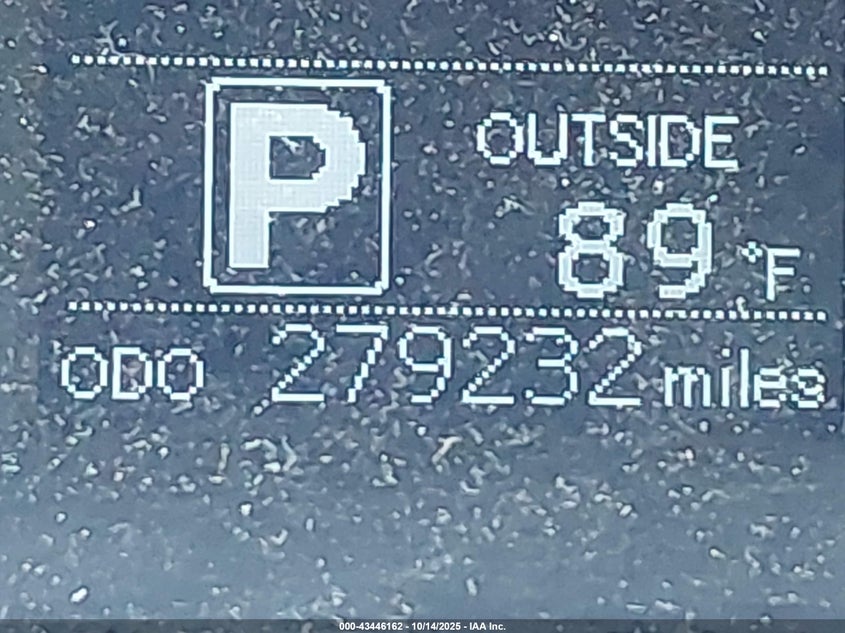 P
OUTSIDE
89 °F
ODO 279232 miles
000-43446162 - 10/14/2025 - IAA Inc.